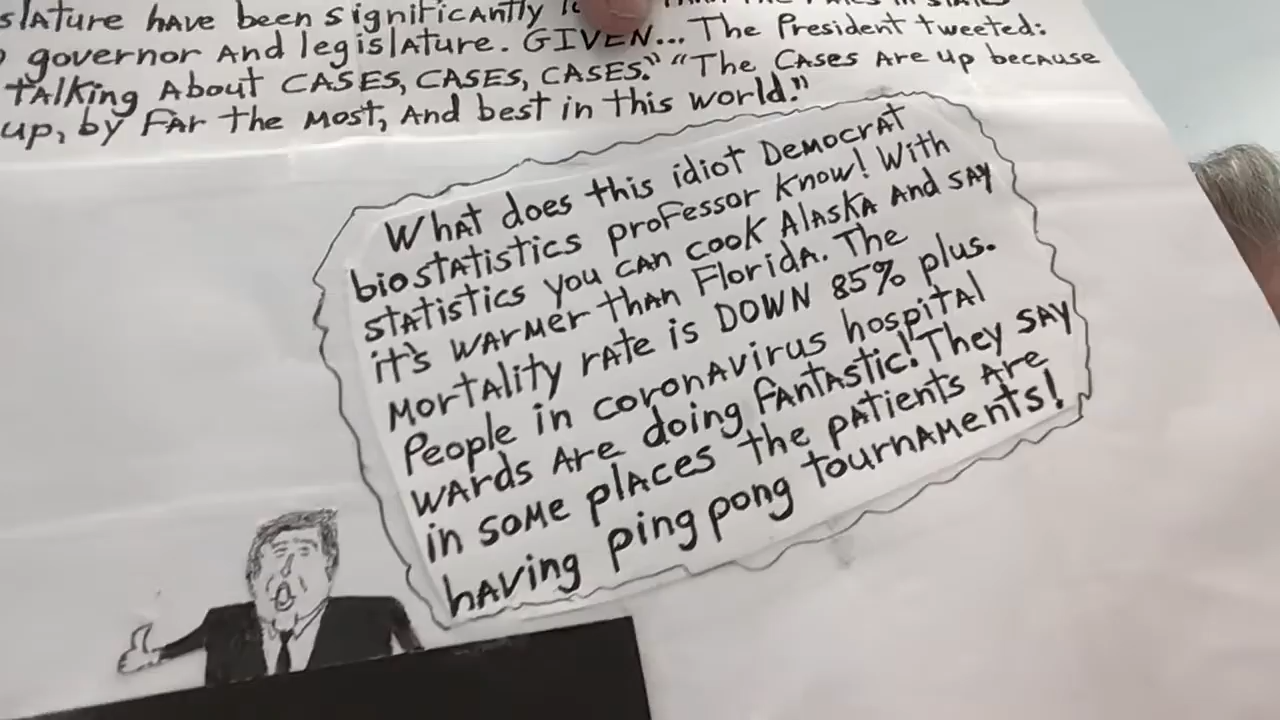 slature have been significantly
governor and legislature. GIVEN... The President tweeted:
talking About CASES, CASES, CASES." "The Cases are up because
up, by far the most, and best in this world."
What does this idiot Democrat
biostatistics professor know! With
statistics you can cook Alaska and say
it's warmer than Florida. The
mortality rate is DOWN 85% plus.
People in coronavirus hospital
wards are doing fantastic! They say
in some places the patients are
having ping pong tournaments!